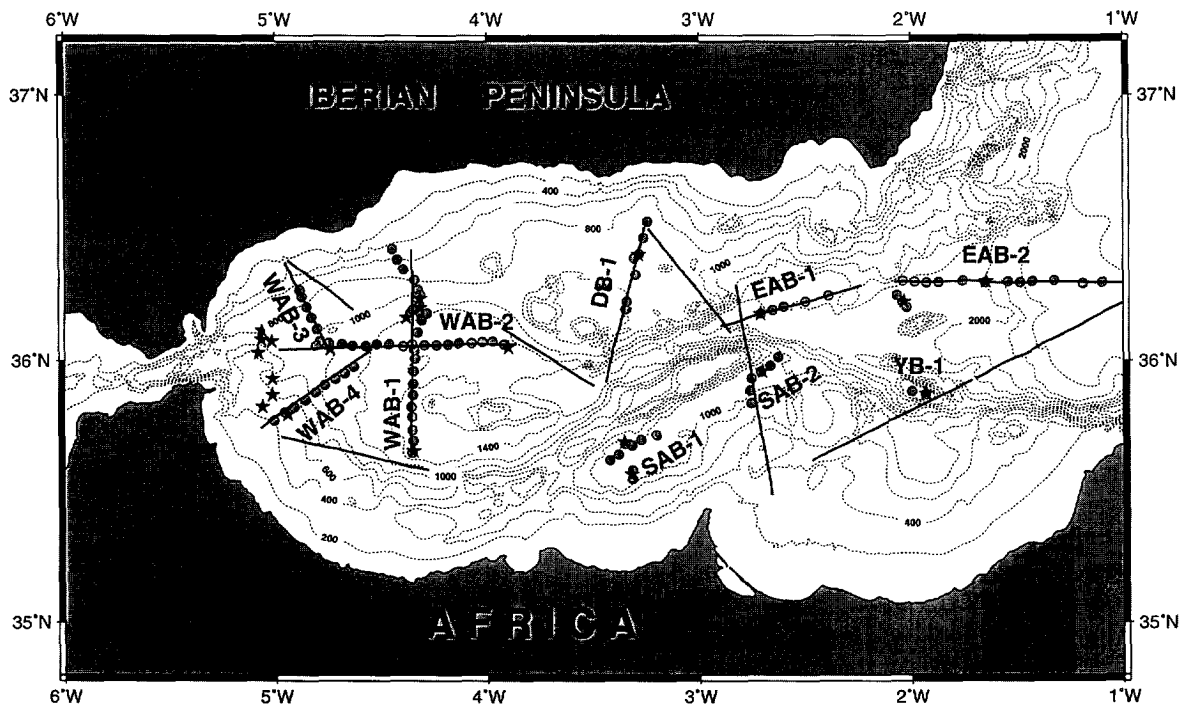 6°W 5°W 4°W 3°W 2°W 1°W
37°N 37°N
IBERIAN PENINSULA
2000
400
800
1000
EAB-2
DB-1
EAB-1
WAB-3
1000
WAB-2
2000
36°N 36°N
YB-1
SAB-2
WAB-4
WAB-1
1000
1400
SAB-1
1000
600
400
400
200
35°N 35°N
AFRICA
6°W 5°W 4°W 3°W 2°W 1°W